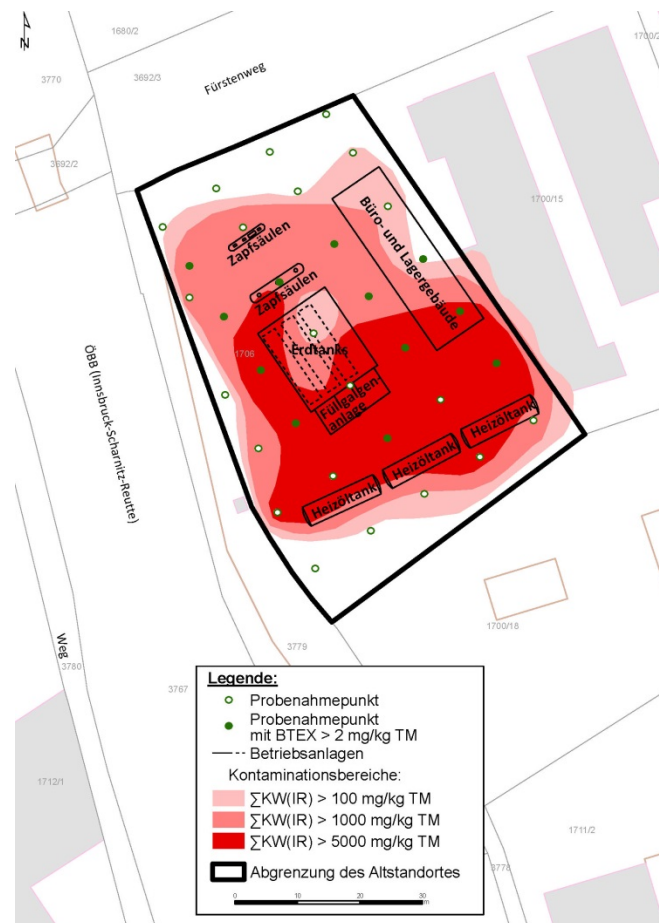 1680/2
1700/2
N
3770
3692/3
Fürstenweg
3692/2
1700/15
Zapfsäulen
Büro- und Lagergebäude
Zapfsäulen
1706
Erdtanks
Füllgalgen-
anlage
ÖBB (Innsbruck-Scharnitz-Reutte)
Heizöltank
Heizöltank
Heizöltank
1700/18
Weg
3779
3780
3767
1712/1
1711/2
3778
Legende:
Probenahmepunkt
Probenahmepunkt
mit BTEX > 2 mg/kg TM
Betriebsanlagen
Kontaminationsbereiche:
∑KW(IR) > 100 mg/kg TM
∑KW(IR) > 1000 mg/kg TM
∑KW(IR) > 5000 mg/kg TM
Abgrenzung des Altstandortes
0 10 20 30
m